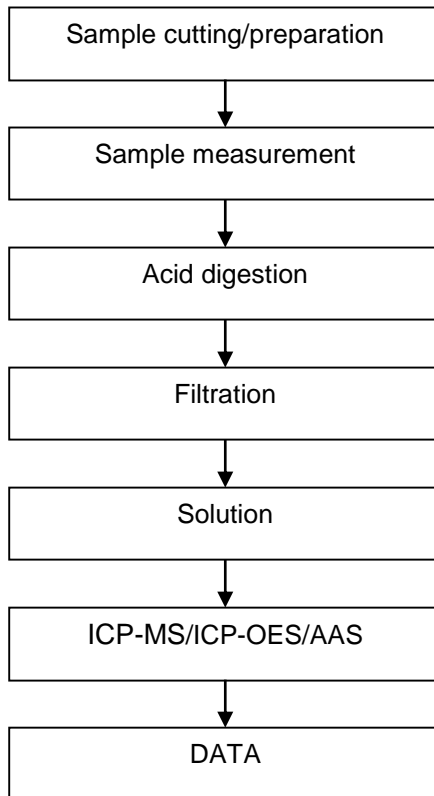 Sample cutting/preparation
Sample measurement
Acid digestion
Filtration
Solution
ICP-MS/ICP-OES/AAS
DATA